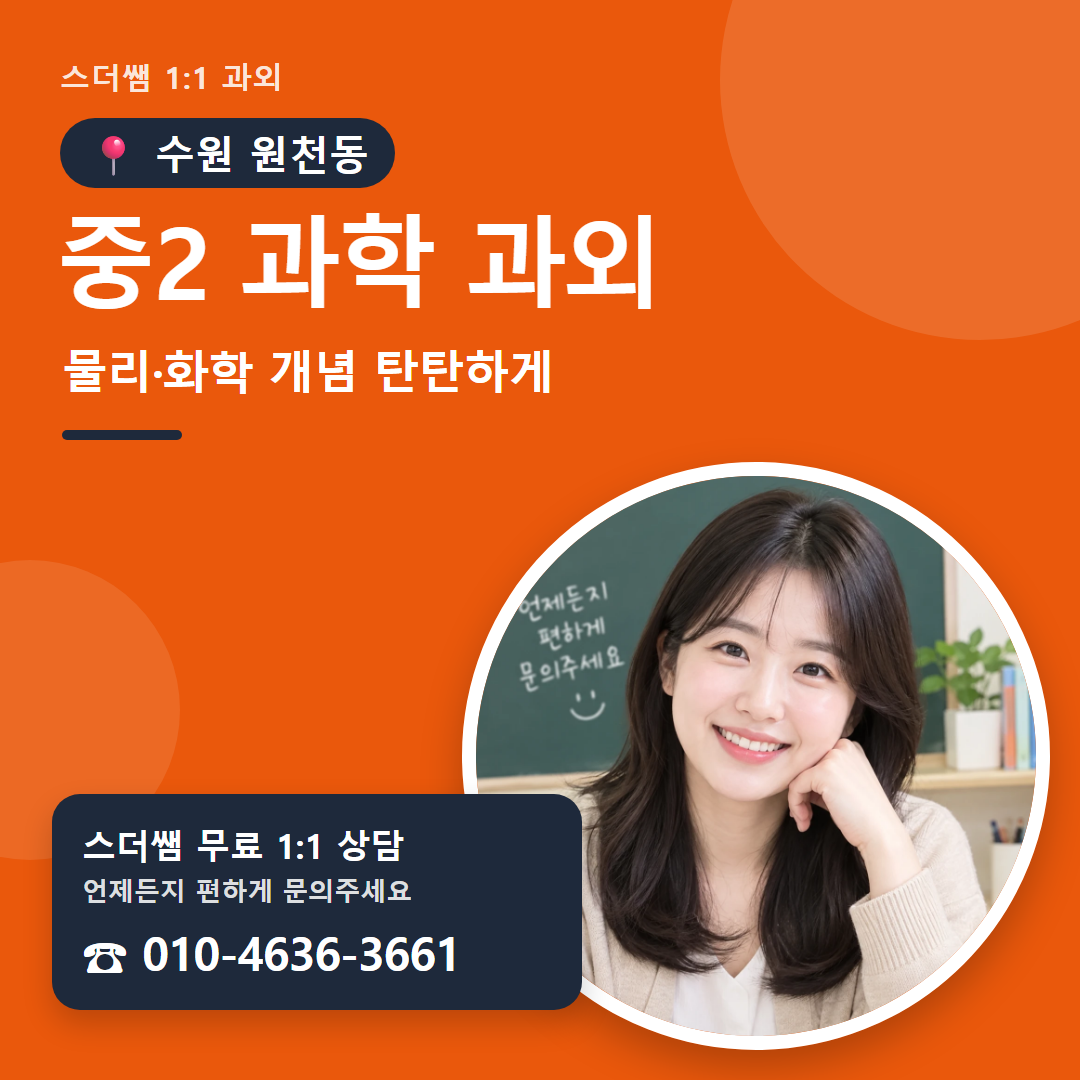 스더쌤 1:1 과외
📍 수원 원천동
중2 과학 과외
물리·화학 개념 탄탄하게
언제든지
편하게
문의주세요
스더쌤 무료 1:1 상담
언제든지 편하게 문의주세요
☎ 010-4636-3661